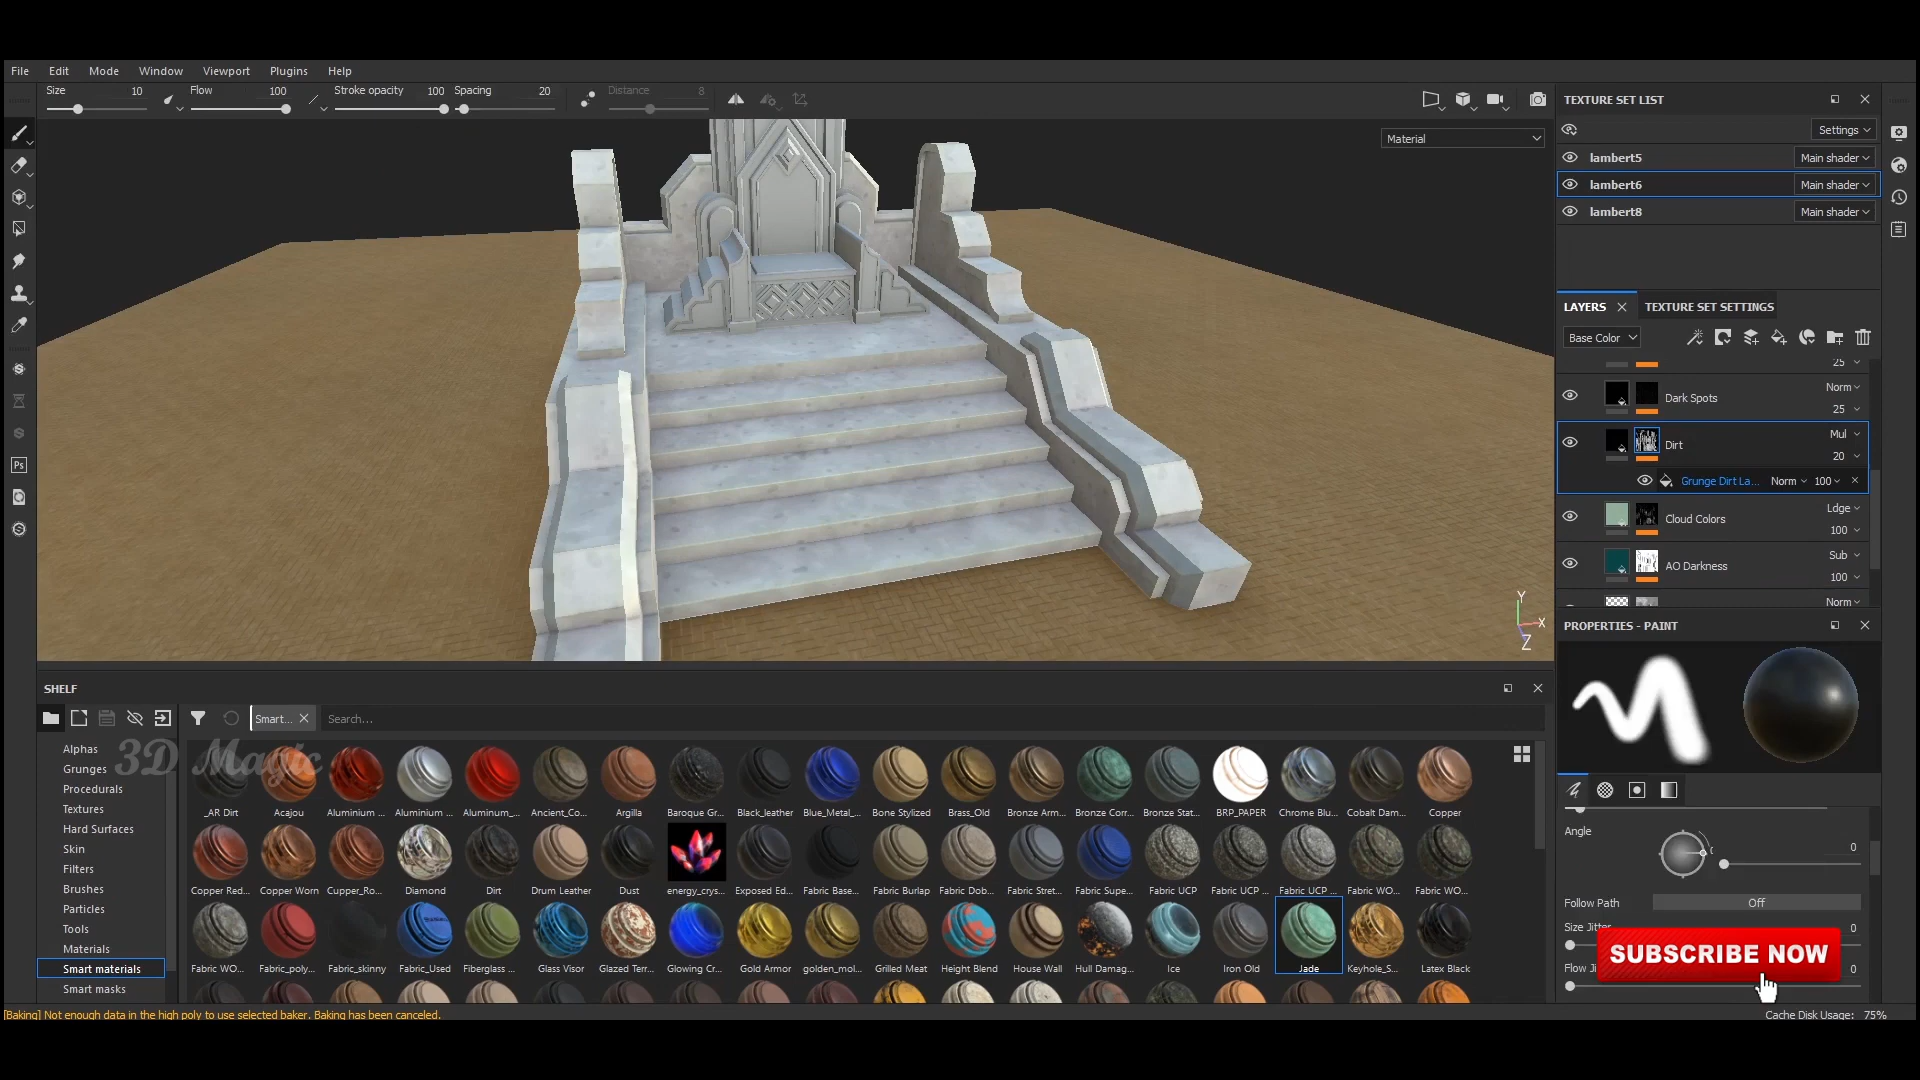 File Edit Mode Window Viewport Plugins Help
Size 10 Flow 100 Stroke opacity 100 Spacing 20 Distance 8
Material
TEXTURE SET LIST
Settings
lambert5 Main shader
lambert6 Main shader
lambert8 Main shader
LAYERS TEXTURE SET SETTINGS
Base Color
25
Dark Spots Norm
25
Dirt Mul
20
Grunge Dirt La... Norm 100
Cloud Colors Ldge
100
AO Darkness Sub
100
Norm
PROPERTIES - PAINT
Angle 0
Follow Path Off
Size Jitter 0
Flow Ji 0
SUBSCRIBE NOW
SHELF
Smart... Search...
Alphas
Grunges
Procedurals
Textures
Hard Surfaces
Skin
Filters
Brushes
Particles
Tools
Materials
Smart materials
Smart masks
3D Magic
_AR Dirt Acajou Aluminium ... Aluminium ... Aluminum_... Ancient_Co... Argilla Baroque Gr... Black_leather Blue_Metal_... Bone Stylized Brass_Old Bronze Arm... Bronze Corr... Bronze Stat... BRP_PAPER Chrome Blu... Cobalt Dam... Copper
Copper Red... Copper Worn Cupper_Ro... Diamond Dirt Drum Leather Dust energy_crys... Exposed Ed... Fabric Base... Fabric Burlap Fabric Dob... Fabric Stret... Fabric Supe... Fabric UCP Fabric UCP ... Fabric UCP ... Fabric WO... Fabric WO...
Fabric WO... Fabric_poly... Fabric_skinny Fabric_Used Fiberglass ... Glass Visor Glazed Terr... Glowing Cr... Gold Armor golden_mol... Grilled Meat Height Blend House Wall Hull Damag... Ice Iron Old Jade Keyhole_S... Latex Black
[Baking] Not enough data in the high poly to use selected baker. Baking has been canceled.
Cache Disk Usage: 75%
Y
X
Z
Ps